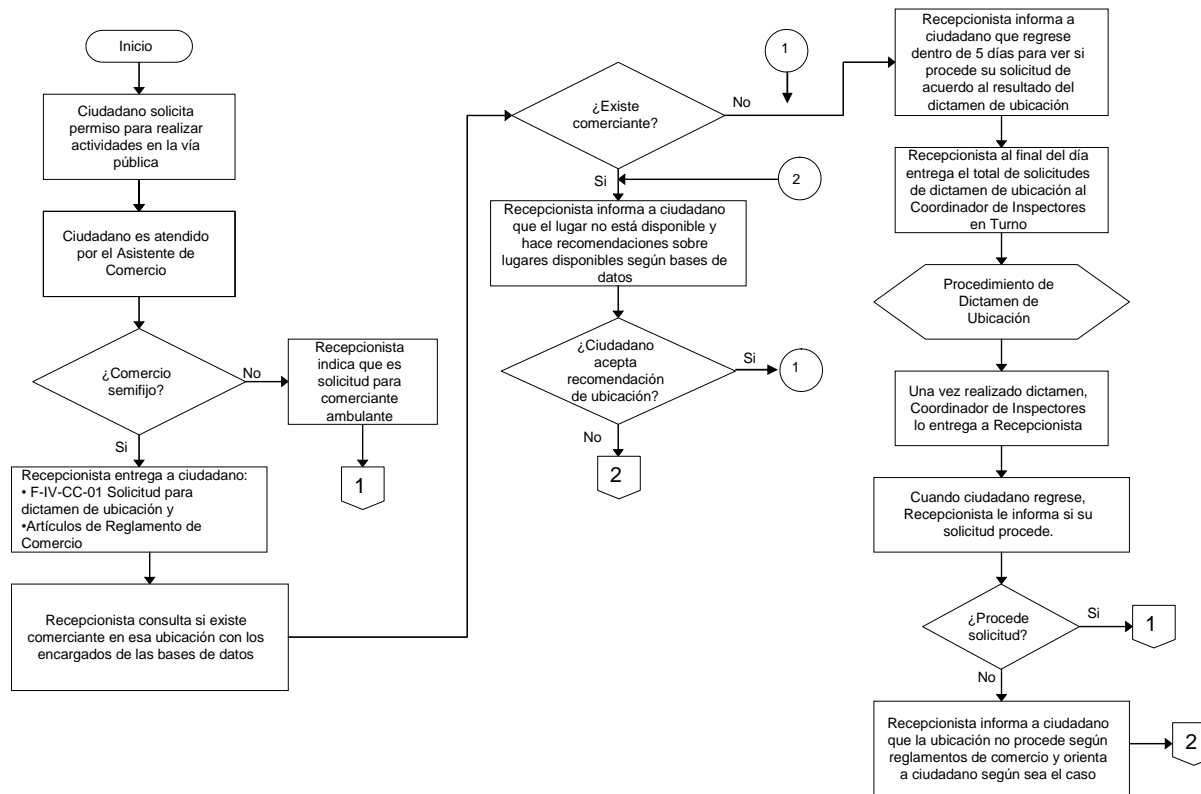 Inicio
Ciudadano solicita
permiso para realizar
actividades en la vía
pública
Ciudadano es atendido
por el Asistente de
Comercio
¿Comercio
semifijo?
No
Recepcionista
indica que es
solicitud para
comerciante
ambulante
1
Si
Recepcionista entrega a ciudadano:
• F-IV-CC-01 Solicitud para
dictamen de ubicación y
•Artículos de Reglamento de
Comercio
Recepcionista consulta si existe
comerciante en esa ubicación con los
encargados de las bases de datos
1
¿Existe
comerciante?
No
Si
2
Recepcionista informa a ciudadano
que el lugar no está disponible y
hace recomendaciones sobre
lugares disponibles según bases de
datos
¿Ciudadano
acepta
recomendación
de ubicación?
Si
1
No
2
Recepcionista informa a
ciudadano que regrese
dentro de 5 días para ver si
procede su solicitud de
acuerdo al resultado del
dictamen de ubicación
Recepcionista al final del día
entrega el total de solicitudes
de dictamen de ubicación al
Coordinador de Inspectores
en Turno
Procedimiento de
Dictamen de
Ubicación
Una vez realizado dictamen,
Coordinador de Inspectores
lo entrega a Recepcionista
Cuando ciudadano regrese,
Recepcionista le informa si su
solicitud procede.
¿Procede
solicitud?
Si
1
No
Recepcionista informa a ciudadano
que la ubicación no procede según
reglamentos de comercio y orienta
a ciudadano según sea el caso
2